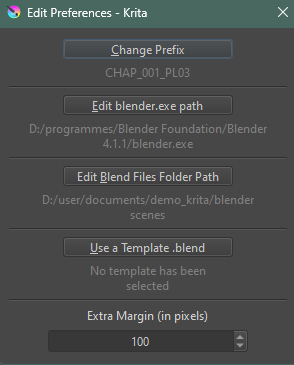 Edit Preferences - Krita
Change Prefix
CHAP_001_PL03
Edit blender.exe path
D:/programmes/Blender Foundation/Blender
4.1.1/blender.exe
Edit Blend Files Folder Path
D:/user/documents/demo_krita/blender
scenes
Use a Template .blend
No template has been
selected
Extra Margin (in pixels)
100